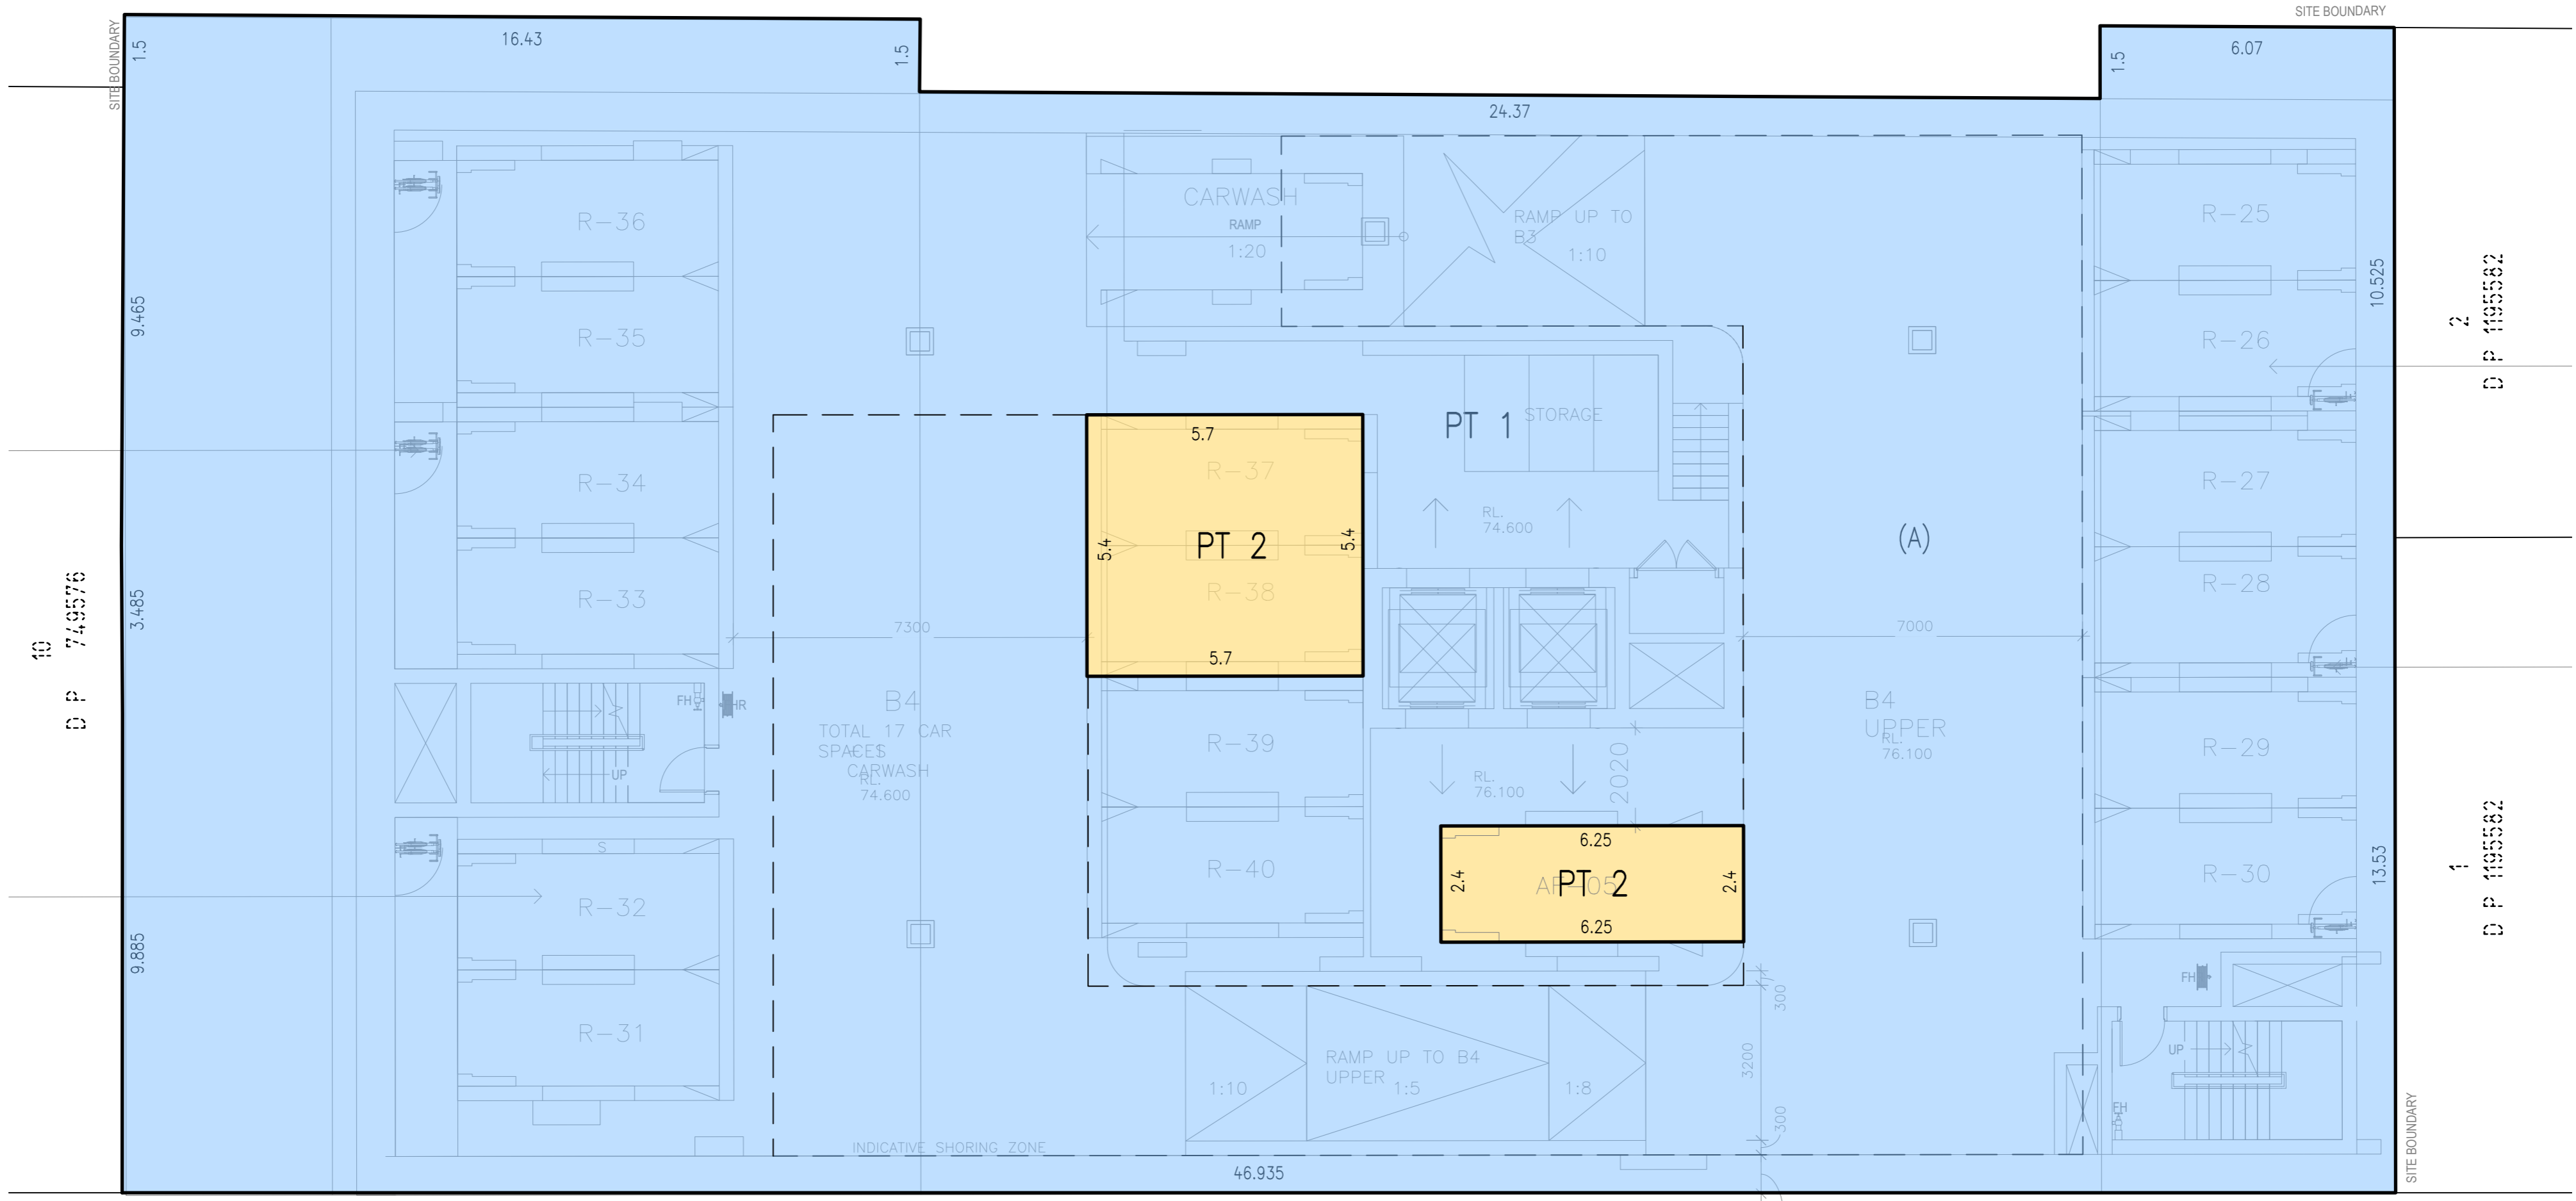 SITE BOUNDARY
SITE BOUNDARY
1.5
16.43
1.5
1.5
6.07
24.37
CARWASH
RAMP
1:20
RAMP UP TO
B3
1:10
R-36
R-25
R-35
R-26
9.465
10.525
2
DP 1195582
PT 1
STORAGE
5.7
R-37
R-34
R-27
RL.
74.600
(A)
5.4
PT 2
5.4
R-38
R-33
R-28
10
DP 749576
3.485
7300
7000
5.7
FH
HR
B4
TOTAL 17 CAR
SPACES
+ 1
CARWASH
RL.
74.600
UP
R-39
RL.
76.100
2020
B4
UPPER
RL.
76.100
R-29
6.25
S
R-32
R-40
2.4
PT 2
2.4
R-30
13.53
1
DP 1195582
6.25
9.885
R-31
FH
300
RAMP UP TO B4
UPPER
1:10
1:5
1:8
3200
UP
FH
300
INDICATIVE SHORING ZONE
46.935
SITE BOUNDARY